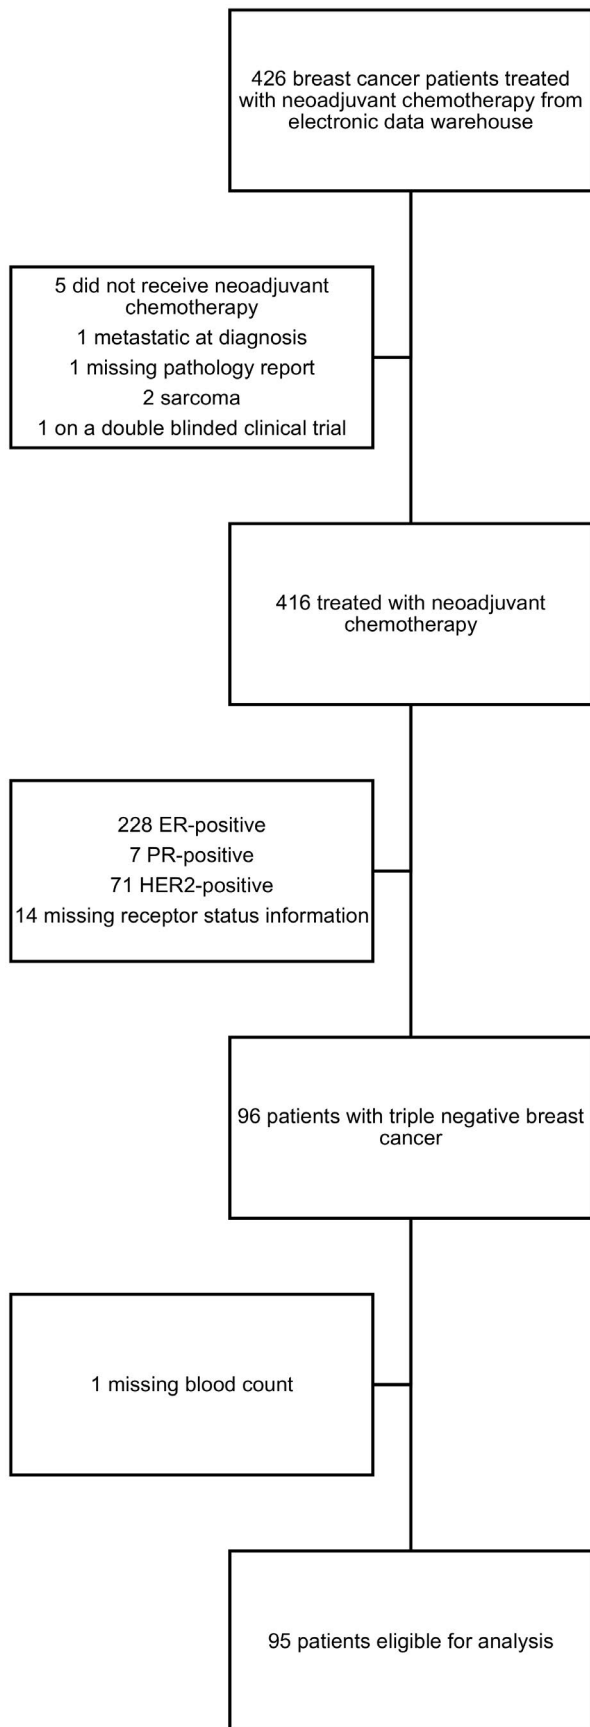 426 breast cancer patients treated
with neoadjuvant chemotherapy from
electronic data warehouse
5 did not receive neoadjuvant
chemotherapy
1 metastatic at diagnosis
1 missing pathology report
2 sarcoma
1 on a double blinded clinical trial
416 treated with neoadjuvant
chemotherapy
228 ER-positive
7 PR-positive
71 HER2-positive
14 missing receptor status information
96 patients with triple negative breast
cancer
1 missing blood count
95 patients eligible for analysis